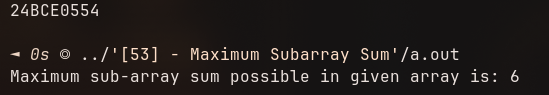 24BCE0554
◄ 0s ◎ ../'[53] - Maximum Subarray Sum'/a.out
Maximum sub-array sum possible in given array is: 6